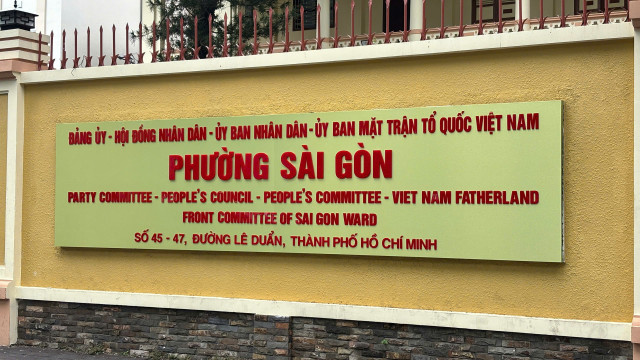 ĐẢNG ỦY - HỘI ĐỒNG NHÂN DÂN - ỦY BAN NHÂN DÂN - ỦY BAN MẶT TRẬN TỔ QUỐC VIỆT NAM
PHƯỜNG SÀI GÒN
PARTY COMMITTEE - PEOPLE'S COUNCIL - PEOPLE'S COMMITTEE - VIET NAM FATHERLAND
FRONT COMMITTEE OF SAI GON WARD
SỐ 45 - 47, ĐƯỜNG LÊ DUẨN, THÀNH PHỐ HỒ CHÍ MINH